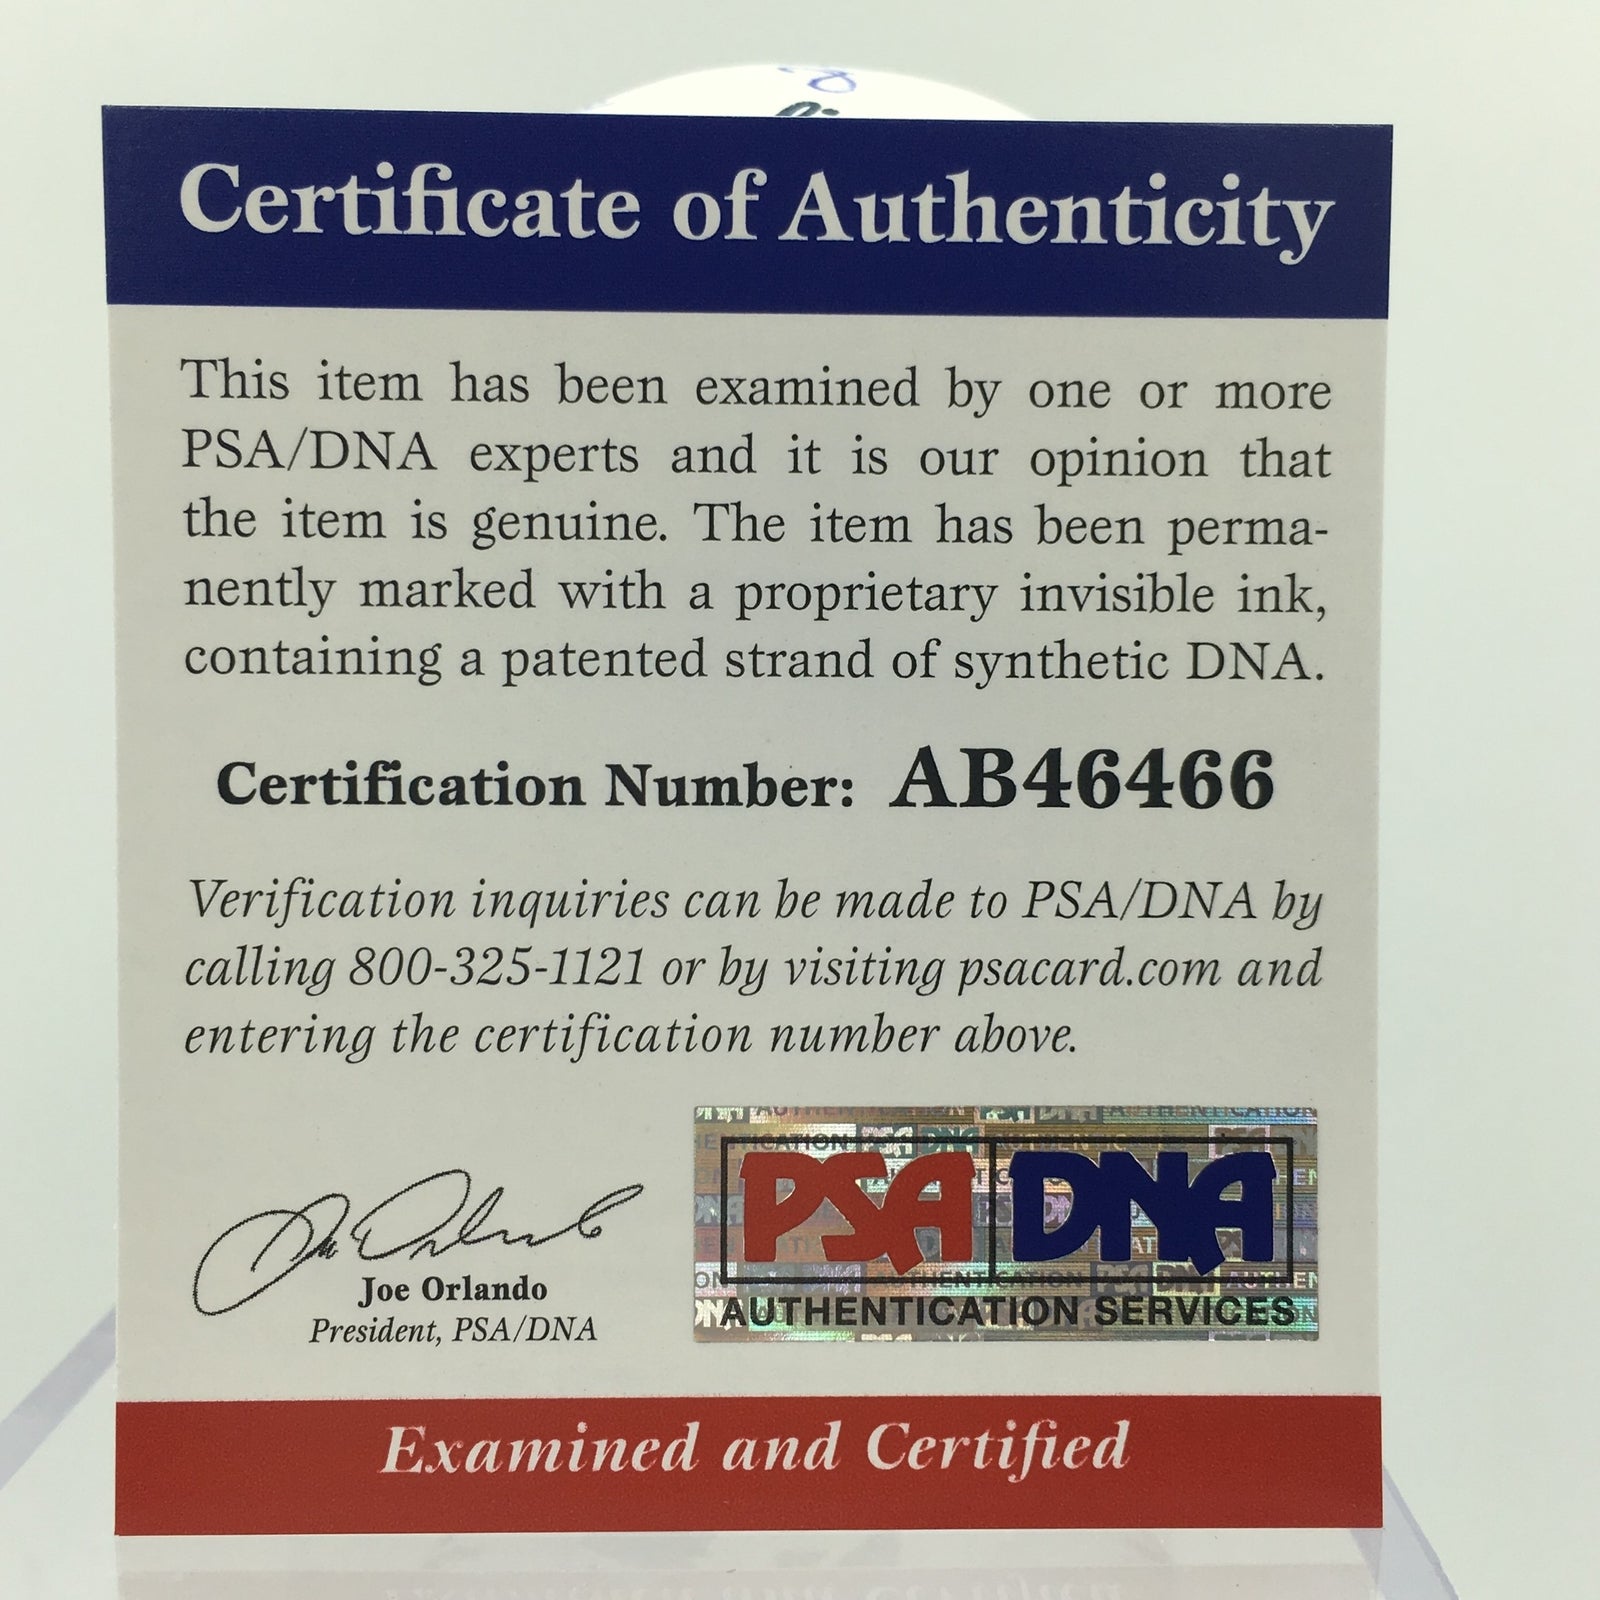 Certificate of Authenticity
This item has been examined by one or more
PSA/DNA experts and it is our opinion that
the item is genuine. The item has been perma-
nently marked with a proprietary invisible ink,
containing a patented strand of synthetic DNA.
Certification Number: AB46466
Verification inquiries can be made to PSA/DNA by
calling 800-325-1121 or by visiting psacard.com and
entering the certification number above.
Joe Orlando
President, PSA/DNA
PSA DNA
AUTHENTICATION SERVICES
Examined and Certified